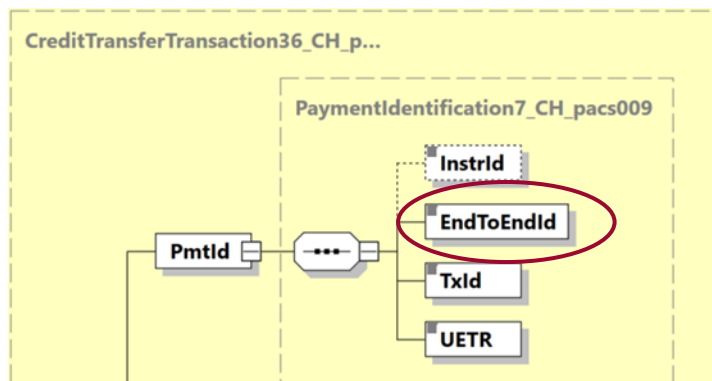 CreditTransferTransaction36_CH_p...
PaymentIdentification7_CH_pacs009
InstrId
EndToEndId
PmtId
TxId
UETR